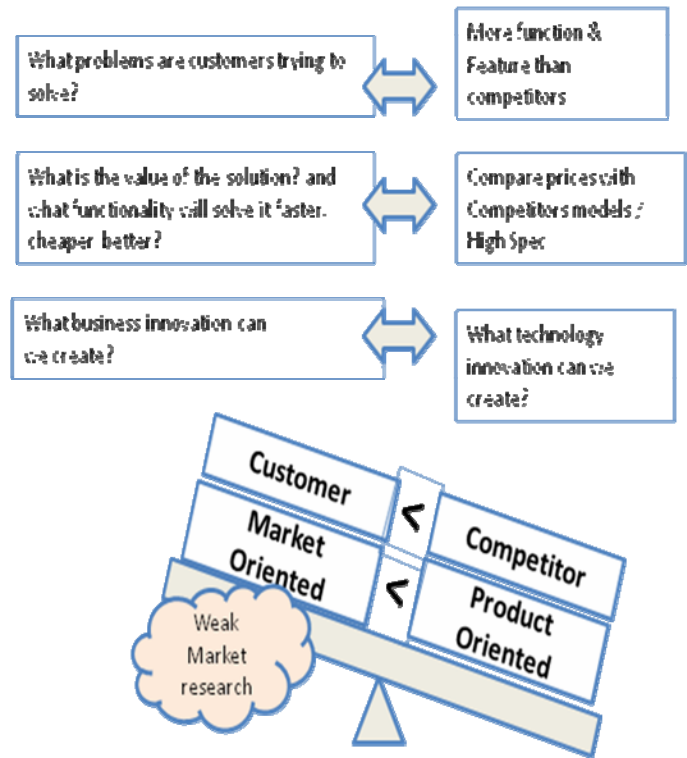 What problems are customers trying to
solve?
More function &
Feature than
competitors
What is the value of the solution? and
what functionality will solve it faster.
cheaper better?
Compare prices with
Competitors models /
High Spec
What business innovation can
we create?
What technology
innovation can we
create?
Customer
<
Competitor
Market
Oriented
<
Product
Oriented
Weak
Market
research